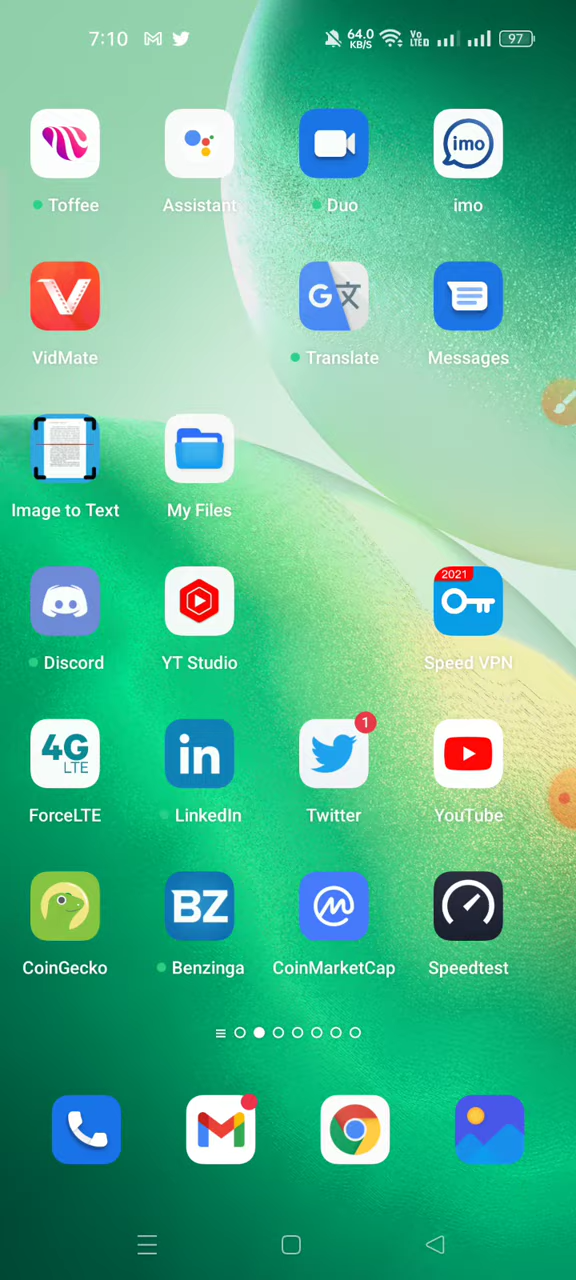 7:10 64.0 KB/S Vo LTE 97
Toffee Assistant Duo imo
VidMate Translate Messages
Image to Text My Files
2021
Discord YT Studio Speed VPN
1
4G LTE in
ForceLTE LinkedIn Twitter YouTube
BZ
CoinGecko Benzinga CoinMarketCap Speedtest